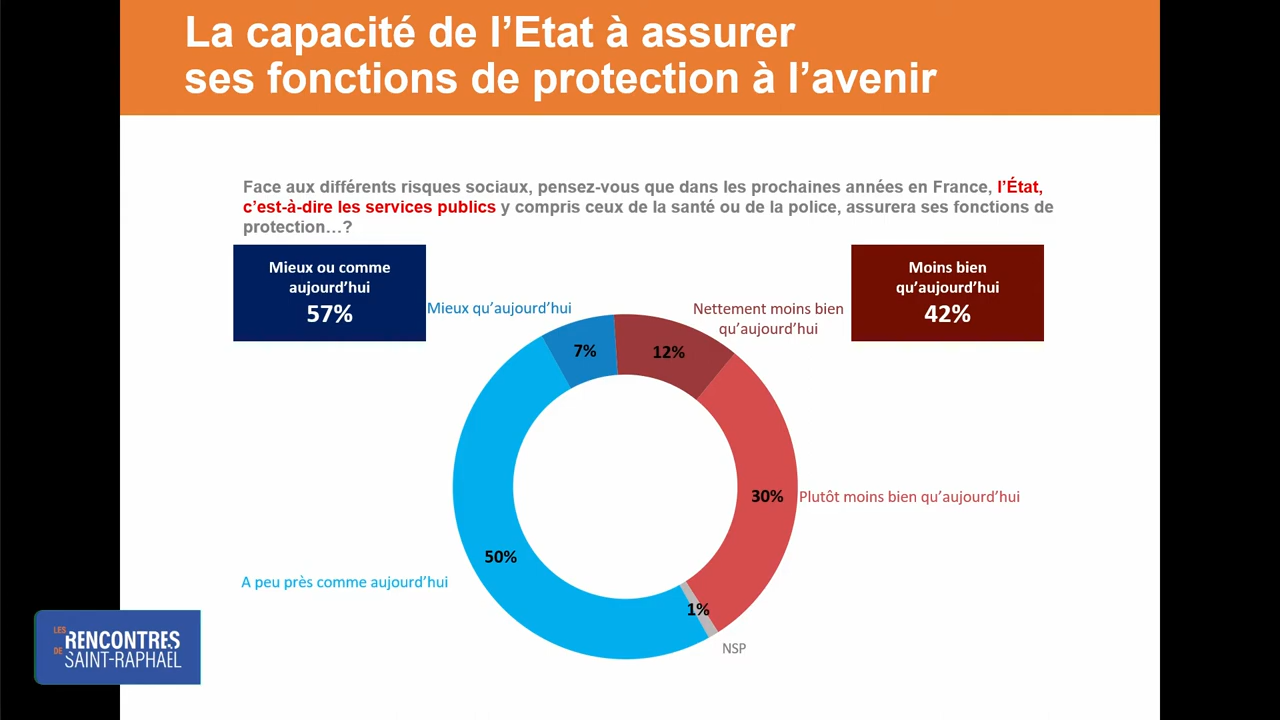 La capacité de l’Etat à assurer
ses fonctions de protection à l’avenir
Face aux différents risques sociaux, pensez-vous que dans les prochaines années en France, l’État,
c’est-à-dire les services publics y compris ceux de la santé ou de la police, assurera ses fonctions de
protection…?
Mieux ou comme
aujourd’hui
57%
Moins bien
qu’aujourd’hui
42%
Mieux qu’aujourd’hui
Nettement moins bien
qu’aujourd’hui
7%
12%
30%
Plutôt moins bien qu’aujourd’hui
50%
A peu près comme aujourd’hui
1%
NSP
LES RENCONTRES
DE SAINT-RAPHAËL